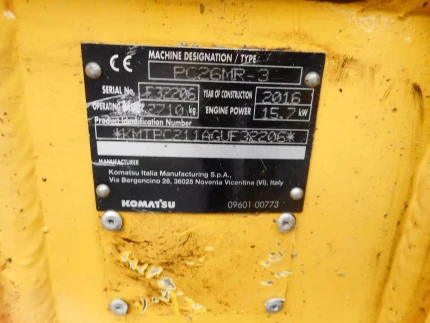 CE MACHINE DESIGNATION / TYPE
PC26MR-3
SERIAL No. F32206 YEAR OF CONSTRUCTION 2016
OPERATING 2710 kg ENGINE POWER 15.7 kW
Product Identification Number
MANUFACTURER
Komatsu Italia Manufacturing S.p.A.,
Via Bergoncino 28, 36025 Noventa Vicentina (VI), Italy
KOMATSU 09601-00773